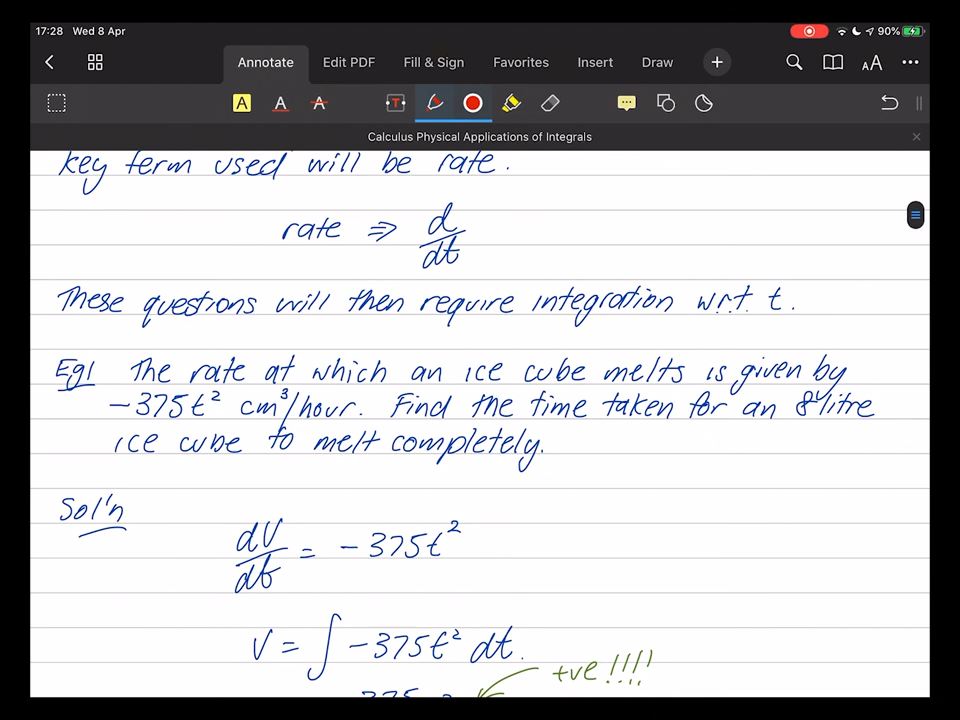 17:28 Wed 8 Apr 90%
Annotate Edit PDF Fill & Sign Favorites Insert Draw
Calculus Physical Applications of Integrals
key term used will be rate.
rate ⇒ d/dt
These questions will then require integration w.r.t. t.
Eg1 The rate at which an ice cube melts is given by
-375t² cm³/hour. Find the time taken for an 8 litre
ice cube to melt completely.
Sol'n
dV/dt = -375t²
V = ∫ -375t² dt.
+ve !!!!